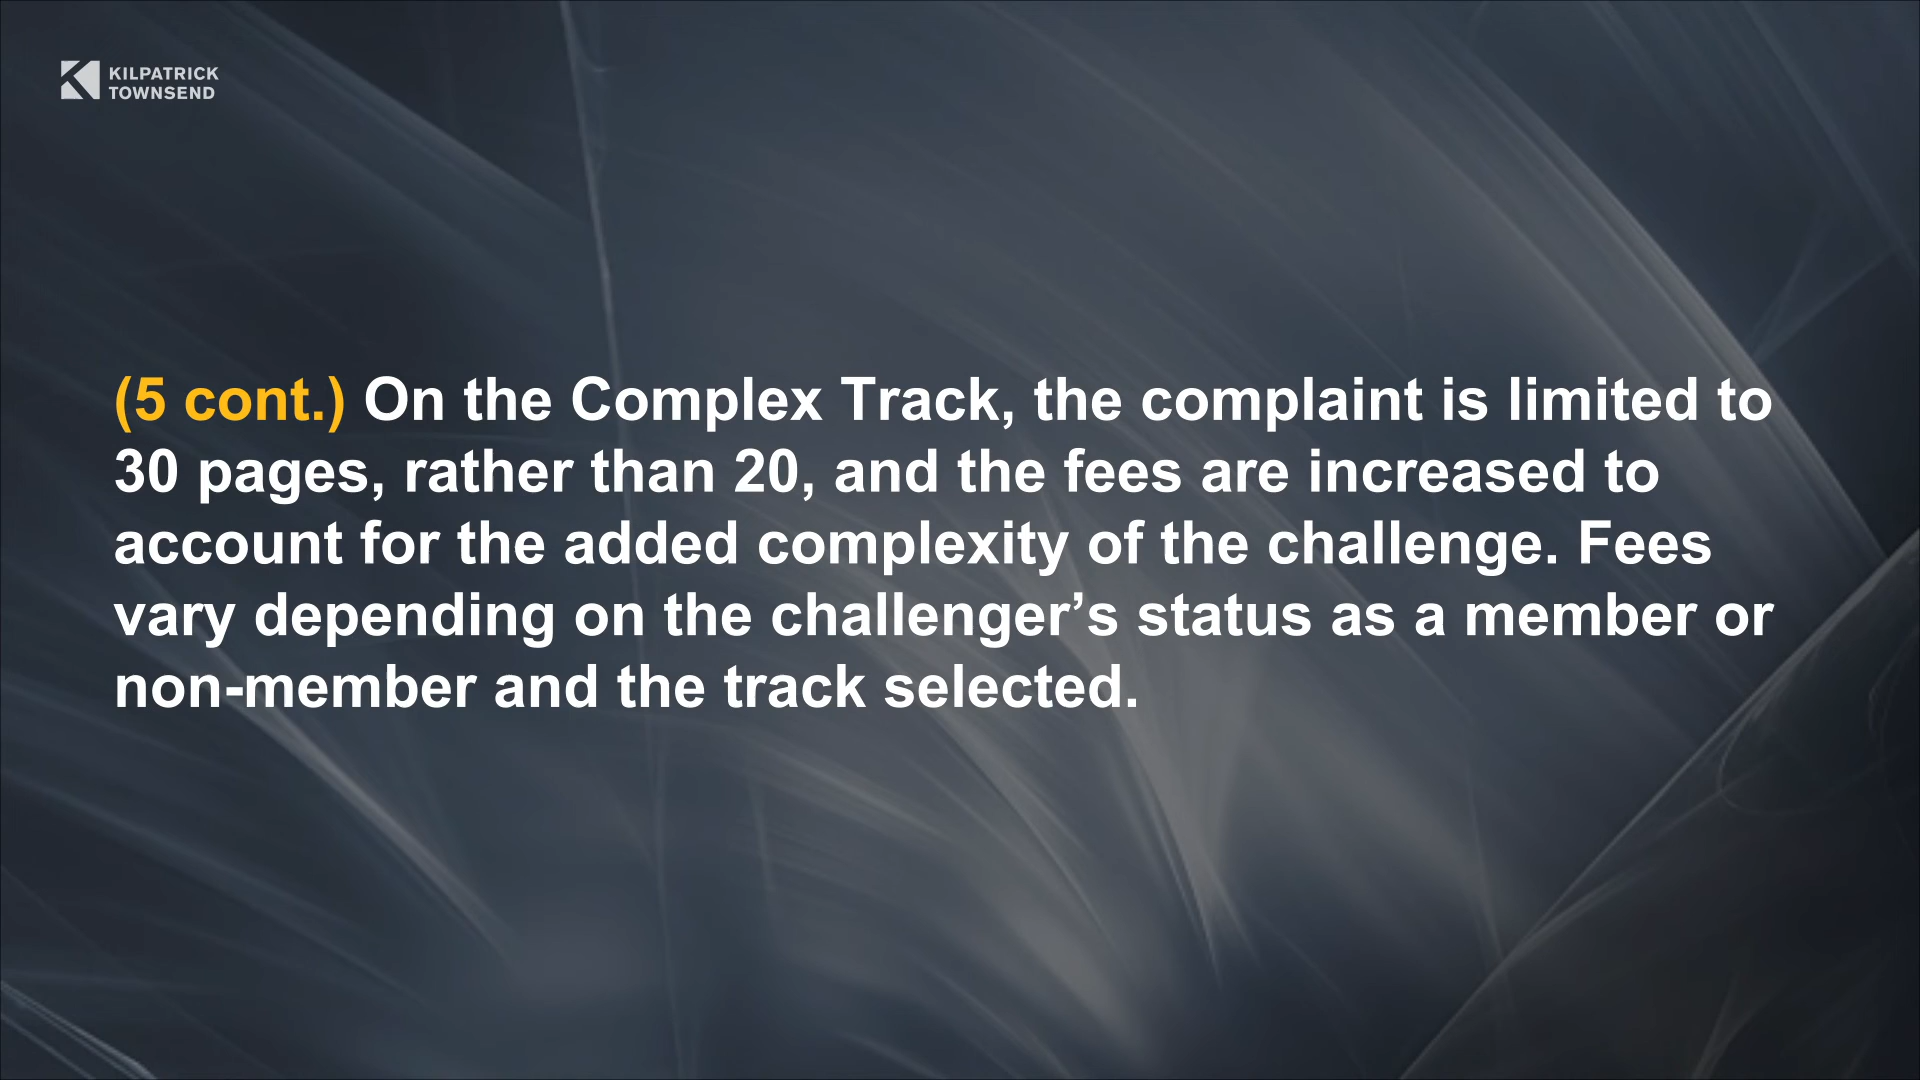 KILPATRICK
TOWNSEND
(5 cont.) On the Complex Track, the complaint is limited to
30 pages, rather than 20, and the fees are increased to
account for the added complexity of the challenge. Fees
vary depending on the challenger’s status as a member or
non-member and the track selected.